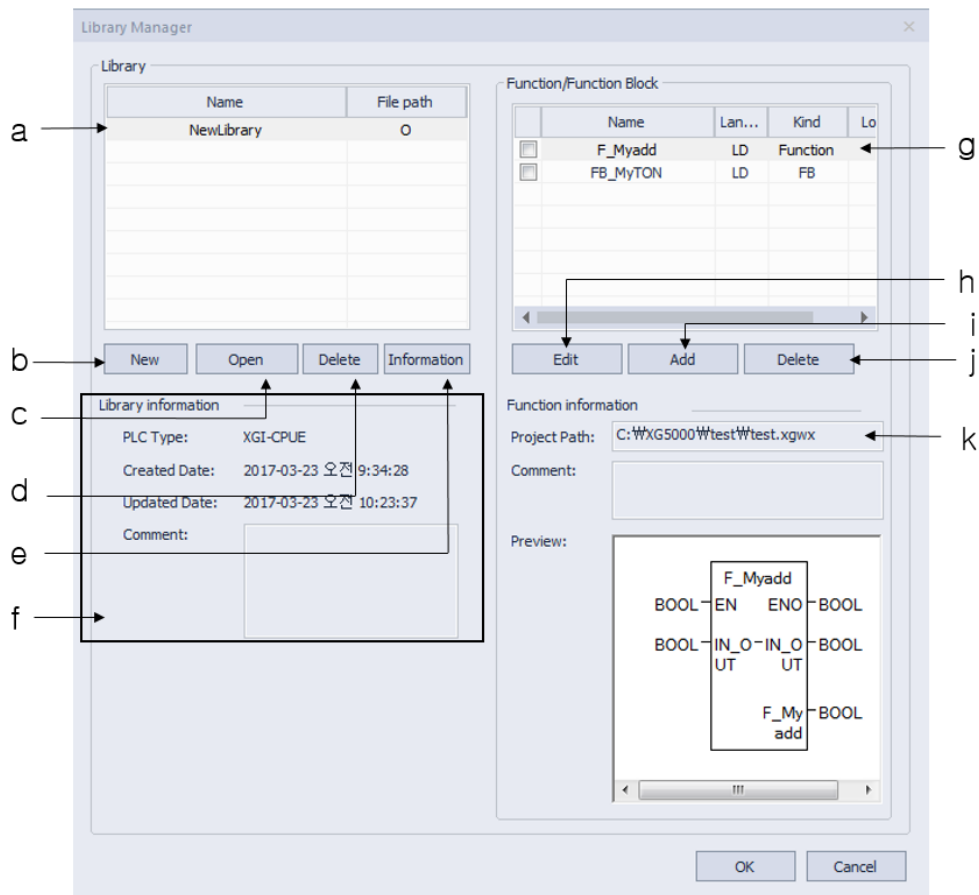 Library Manager
Library
Name File path
NewLibrary O
New Open Delete Information
Library information
PLC Type: XGI-CPUE
Created Date: 2017-03-23 오전 9:34:28
Updated Date: 2017-03-23 오전 10:23:37
Comment:
Function/Function Block
Name Lan... Kind Lo
F_Myadd LD Function
FB_MyTON LD FB
Edit Add Delete
Function information
Project Path: C:₩XG5000₩test₩test.xgwx
Comment:
Preview:
F_Myadd
BOOL EN ENO BOOL
BOOL IN_O IN_O BOOL
UT UT
F_My BOOL
add
OK Cancel
a
b
c
d
e
f
g
h
i
j
k